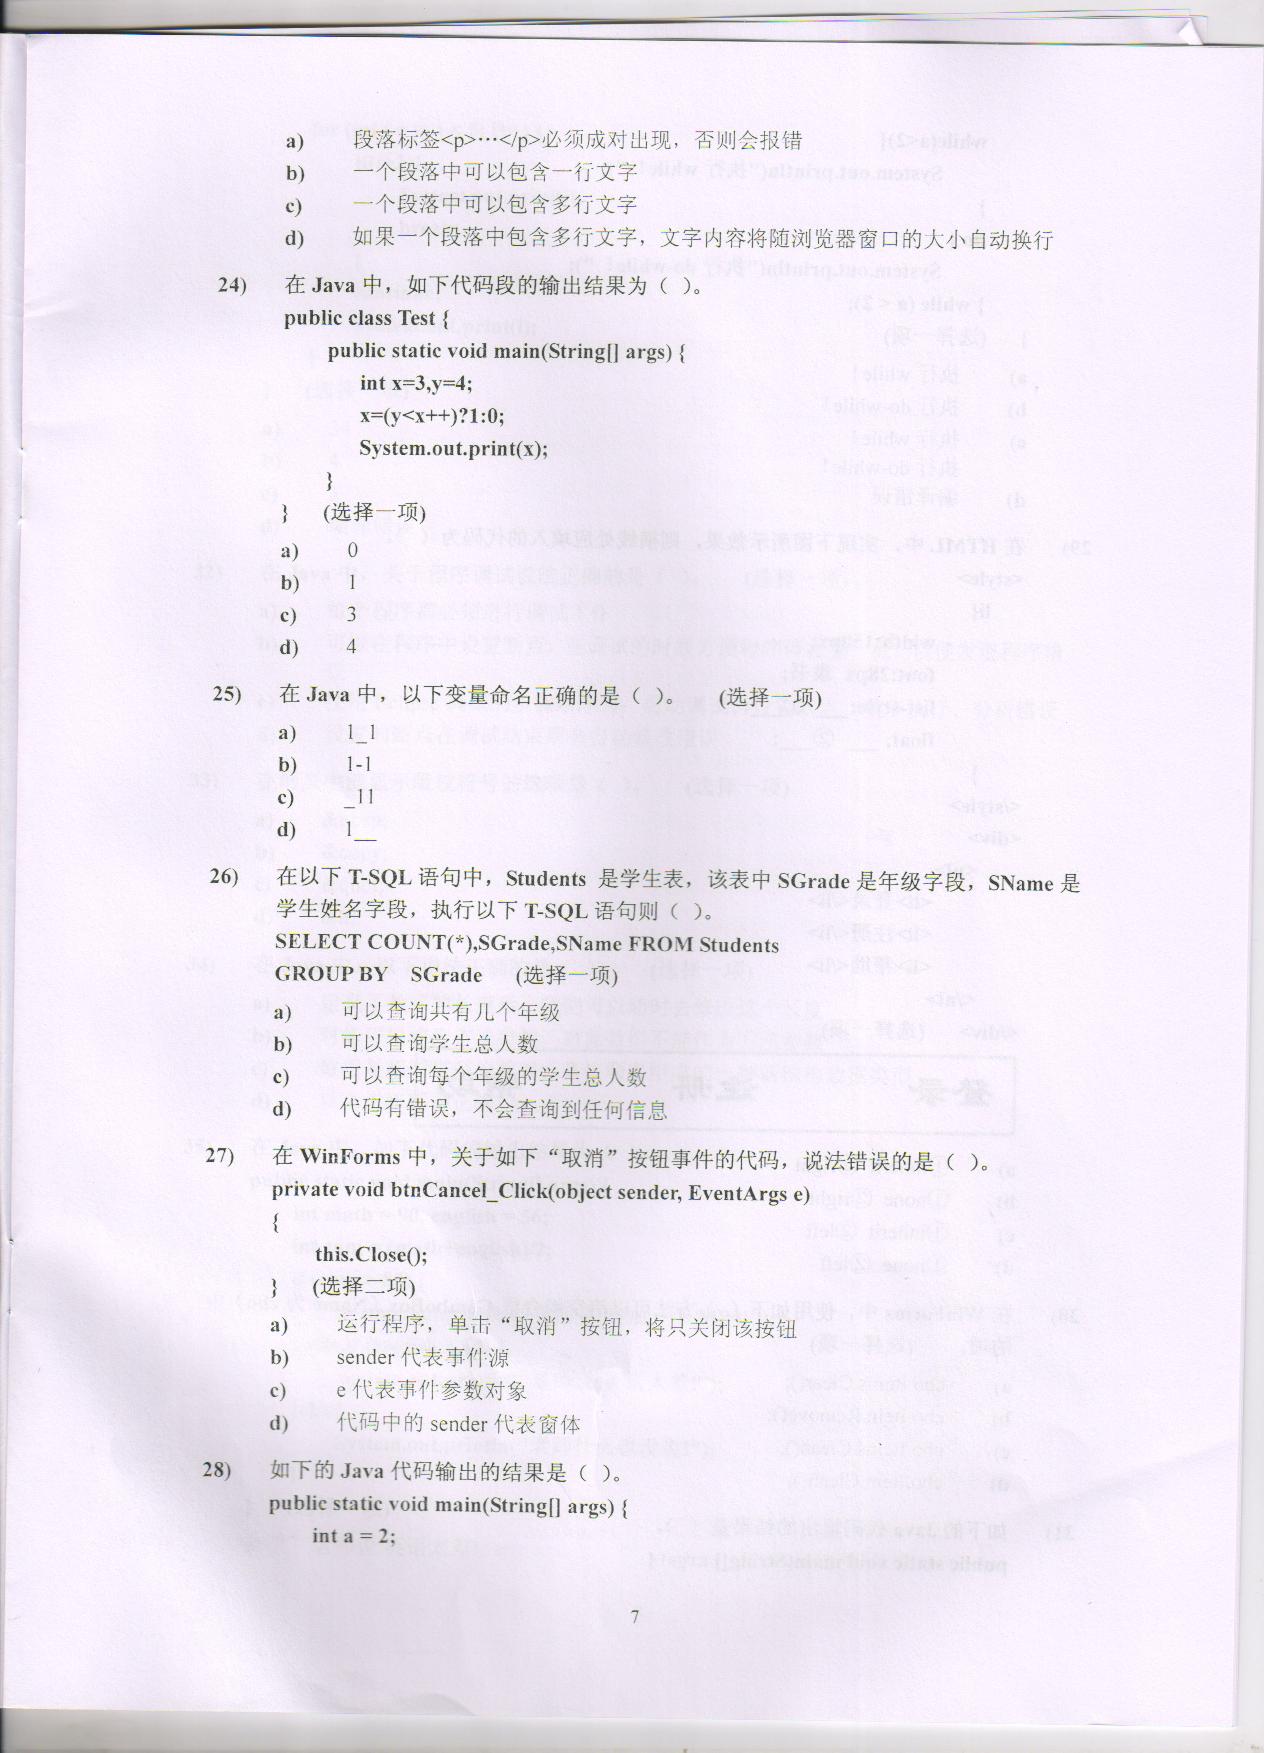 a) 段落标签<p>…</p>必须成对出现，否则会报错
b) 一个段落中可以包含一行文字
c) 一个段落中可以包含多行文字
d) 如果一个段落中包含多行文字，文字内容将随浏览器窗口的大小自动换行
24) 在 Java 中，如下代码段的输出结果为（ ）。
public class Test {
public static void main(String[] args) {
int x=3,y=4;
x=(y<x++)?1:0;
System.out.print(x);
}
} (选择一项)
a) 0
b) 1
c) 3
d) 4
25) 在 Java 中，以下变量命名正确的是（ ）。 (选择一项)
a) 1_1
b) 1-1
c) _11
d) 1__
26) 在以下 T-SQL 语句中，Students 是学生表，该表中 SGrade 是年级字段，SName 是
学生姓名字段，执行以下 T-SQL 语句则（ ）。
SELECT COUNT(*),SGrade,SName FROM Students
GROUP BY SGrade (选择一项)
a) 可以查询共有几个年级
b) 可以查询学生总人数
c) 可以查询每个年级的学生总人数
d) 代码有错误，不会查询到任何信息
27) 在 WinForms 中，关于如下“取消”按钮事件的代码，说法错误的是（ ）。
private void btnCancel_Click(object sender, EventArgs e)
{
this.Close();
} (选择二项)
a) 运行程序，单击“取消”按钮，将只关闭该按钮
b) sender 代表事件源
c) e 代表事件参数对象
d) 代码中的 sender 代表窗体
28) 如下的 Java 代码输出的结果是（ ）。
public static void main(String[] args) {
int a = 2;
7